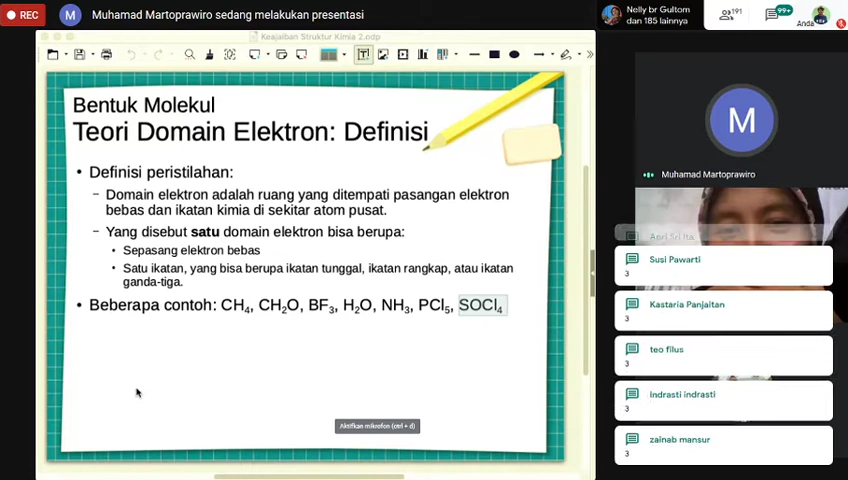 REC
M
Muhamad Martoprawiro sedang melakukan presentasi
Nelly br Gultom
dan 185 lainnya
191
99+
Anda
Keajaiban Struktur Kimia 2.odp
Bentuk Molekul
Teori Domain Elektron: Definisi
• Definisi peristilahan:
– Domain elektron adalah ruang yang ditempati pasangan elektron
bebas dan ikatan kimia di sekitar atom pusat.
– Yang disebut satu domain elektron bisa berupa:
• Sepasang elektron bebas
• Satu ikatan, yang bisa berupa ikatan tunggal, ikatan rangkap, atau ikatan
ganda-tiga.
• Beberapa contoh: CH₄, CH₂O, BF₃, H₂O, NH₃, PCl₅, SOCl₄
Aktifkan mikrofon (ctrl + d)
M
Muhamad Martoprawiro
Susi Pawarti
3
Kastaria Panjaitan
3
teo filus
3
indrasti indrasti
3
zainab mansur
3